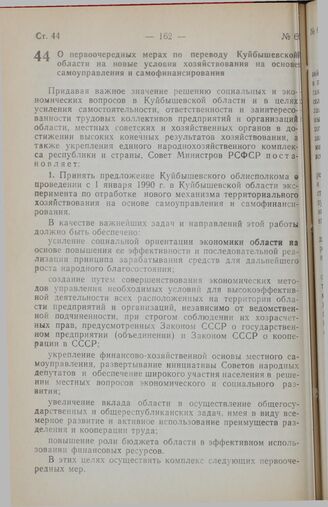 Ст. 44 — 162 — № 6
44 О первоочередных мерах по переводу Куйбышевской
области на новые условия хозяйствования на основе
самоуправления и самофинансирования
Придавая важное значение решению социальных и эко-
номических вопросов в Куйбышевской области и в целях
усиления самостоятельности, ответственности и заинтересо-
ванности трудовых коллективов предприятий и организаций
области, местных советских и хозяйственных органов в до-
стижении высоких конечных результатов хозяйствования, а
также укрепления единого народнохозяйственного комплек-
са республики и страны, Совет Министров РСФСР поста-
новляет:
1. Принять предложение Куйбышевского облисполкома о
проведении с 1 января 1990 г. в Куйбышевской области экс-
перимента по отработке нового механизма территориального
хозяйствования на основе самоуправления и самофинанси-
рования.
В качестве важнейших задач и направлений этой работы
должно быть обеспечено:
усиление социальной ориентации экономики области на
основе повышения ее эффективности и последовательной реа-
лизации принципа зарабатывания средств для дальнейшего
роста народного благосостояния;
создание путем совершенствования экономических мето-
дов управления необходимых условий для высокоэффектив-
ной деятельности всех расположенных на территории обла-
сти предприятий и организаций, независимо от ведомствен-
ной подчиненности, при строгом соблюдении их хозрасчет-
ных прав, предусмотренных Законом СССР о государствен-
ном предприятии (объединении) и Законом СССР о коопе-
рации в СССР;
укрепление финансово-хозяйственной основы местного са-
моуправления, развертывание инициативы Советов народных
депутатов и обеспечение широкого участия населения в реше-
нии местных вопросов экономического и социального раз-
вития;
увеличение вклада области в осуществление общегосу-
дарственных и общереспубликанских задач, имея в виду все-
мерное развитие и активное использование преимуществ раз-
деления и кооперации труда;
повышение роли бюджета области в эффективном исполь-
зовании финансовых ресурсов.
В этих целях осуществить комплекс следующих первооче-
редных мер.